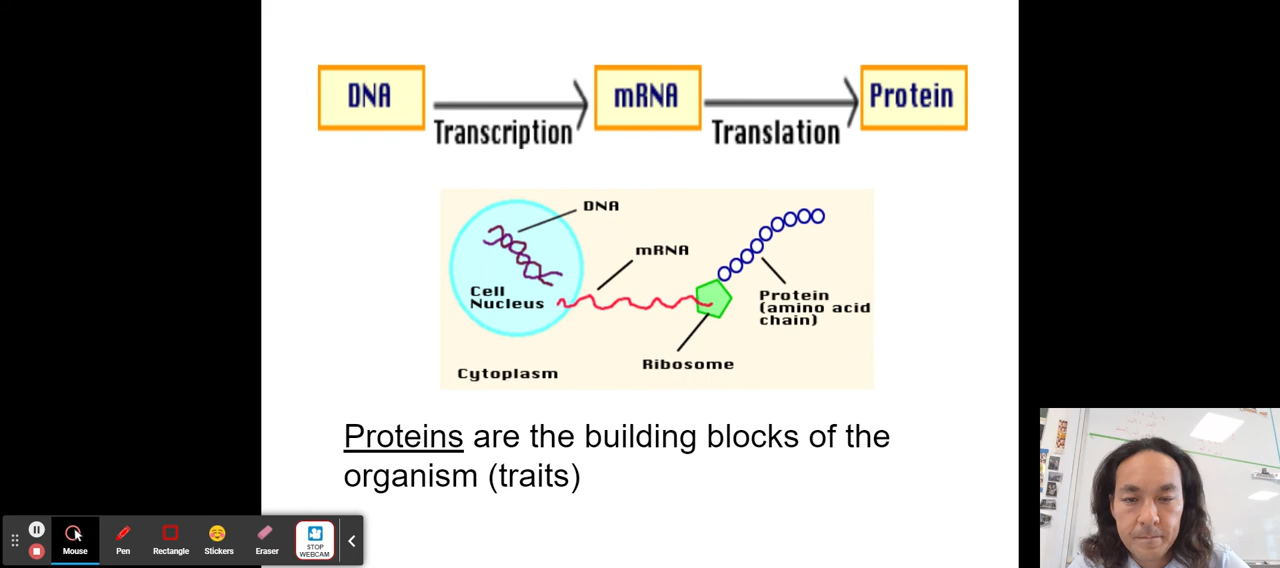 DNA
Transcription
mRNA
Translation
Protein
DNA
mRNA
Cell
Nucleus
Protein
(amino acid
chain)
Ribosome
Cytoplasm
Proteins are the building blocks of the
organism (traits)
Mouse
Pen
Rectangle
Stickers
Eraser
STOP
WEBCAM